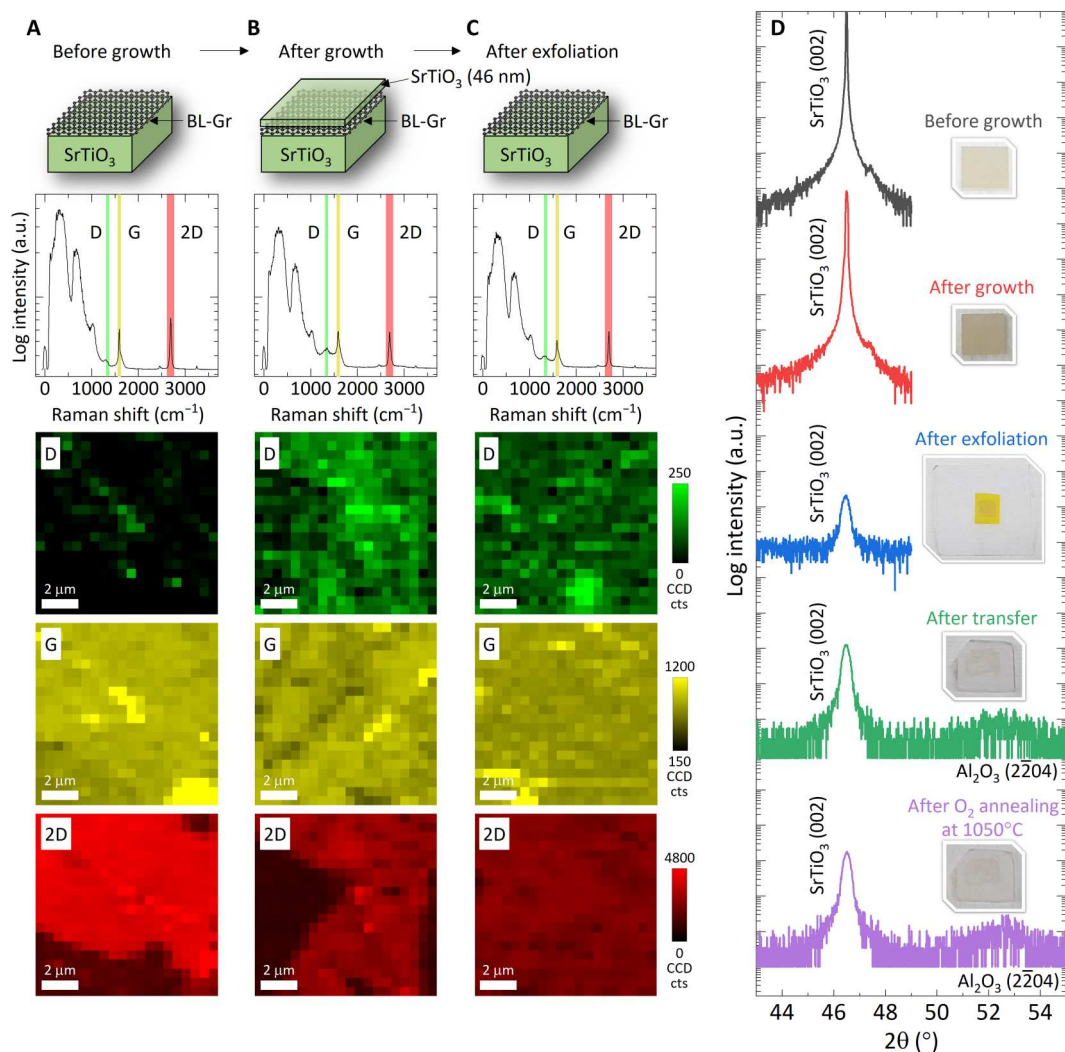 A
Before growth
B
After growth
C
After exfoliation
SrTiO₃ (46 nm)
BL-Gr
BL-Gr
BL-Gr
SrTiO₃
SrTiO₃
SrTiO₃
Log intensity (a.u.)
D G 2D
D G 2D
D G 2D
0 1000 2000 3000
0 1000 2000 3000
0 1000 2000 3000
Raman shift (cm⁻¹)
Raman shift (cm⁻¹)
Raman shift (cm⁻¹)
D
2 μm
D
2 μm
D
2 μm
250
0
CCD
cts
G
2 μm
G
2 μm
G
2 μm
1200
150
CCD
cts
2D
2 μm
2D
2 μm
2D
2 μm
4800
0
CCD
cts
D
Log intensity (a.u.)
SrTiO₃ (002)
Before growth
SrTiO₃ (002)
After growth
SrTiO₃ (002)
After exfoliation
SrTiO₃ (002)
After transfer
Al₂O₃ (22̅04)
SrTiO₃ (002)
After O₂ annealing
at 1050°C
Al₂O₃ (22̅04)
44 46 48 50 52 54
2θ (°)